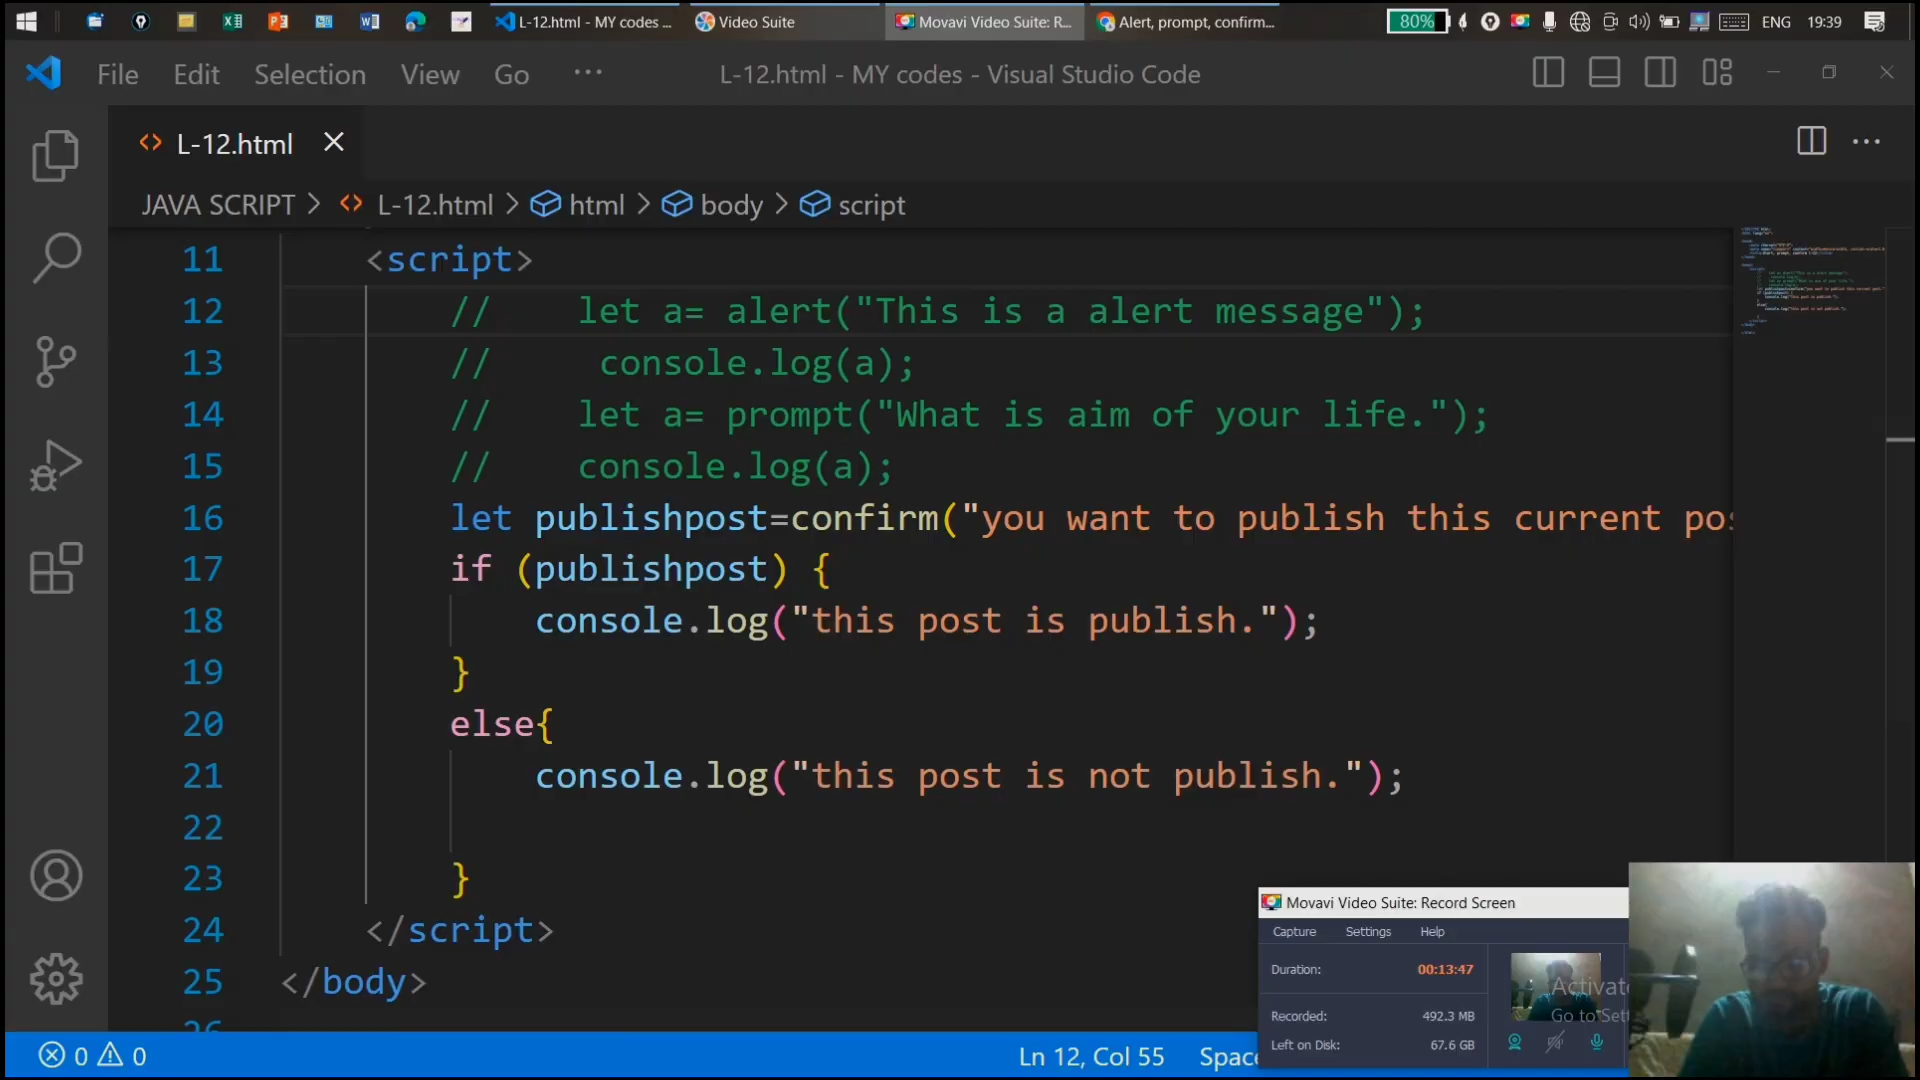 L-12.html - MY codes ...
Video Suite
Movavi Video Suite: R...
Alert, prompt, confirm...
80%
ENG
19:39
File Edit Selection View Go ···
L-12.html - MY codes - Visual Studio Code
L-12.html
JAVA SCRIPT > L-12.html > html > body > script
11 <script>
12 // let a= alert("This is a alert message");
13 // console.log(a);
14 // let a= prompt("What is aim of your life.");
15 // console.log(a);
16 let publishpost=confirm("you want to publish this current pos
17 if (publishpost) {
18 console.log("this post is publish.");
19 }
20 else{
21 console.log("this post is not publish.");
22
23 }
24 </script>
25 </body>
26
Movavi Video Suite: Record Screen
Capture Settings Help
Duration: 00:13:47
Activate
Go to Sett
Recorded: 492.3 MB
Left on Disk: 67.6 GB
0 0
Ln 12, Col 55
Space